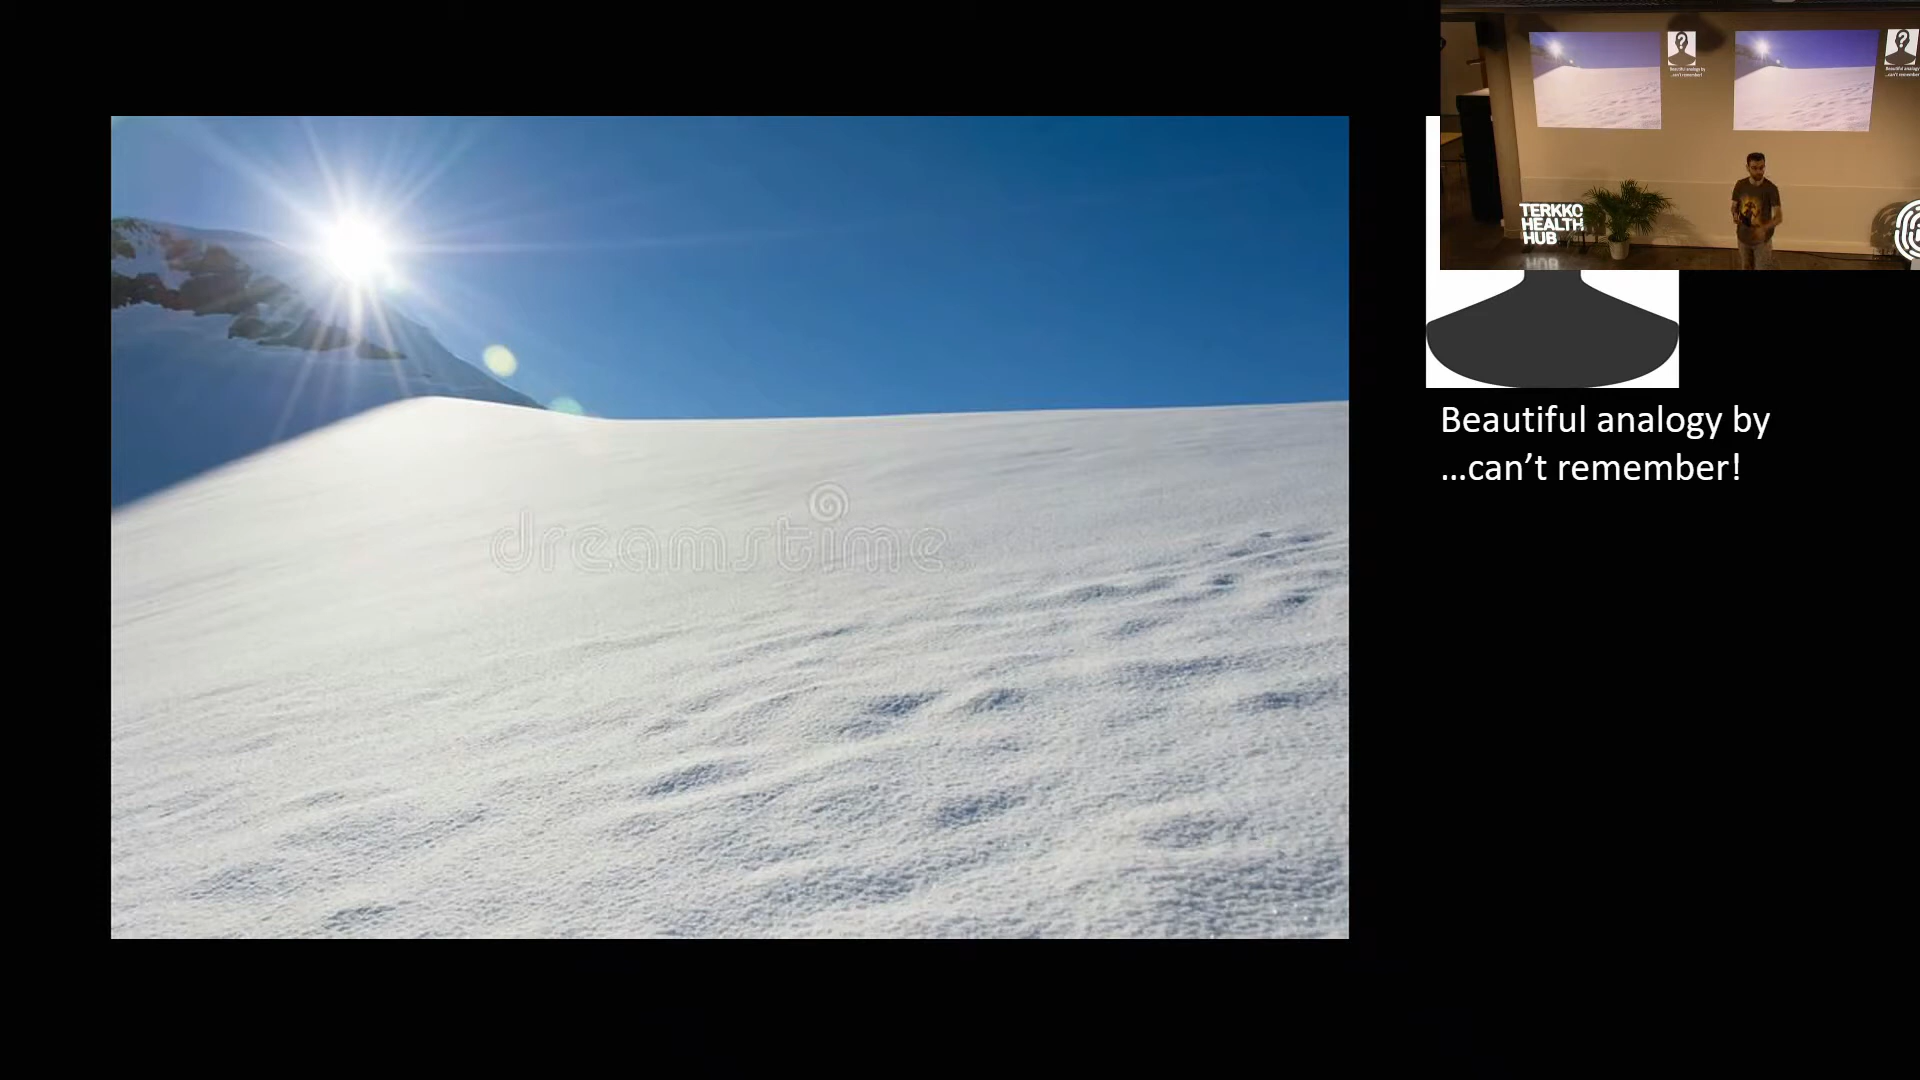 TERKKO
HEALTH
HUB
Beautiful analogy by
...can't remember!
dreamstime